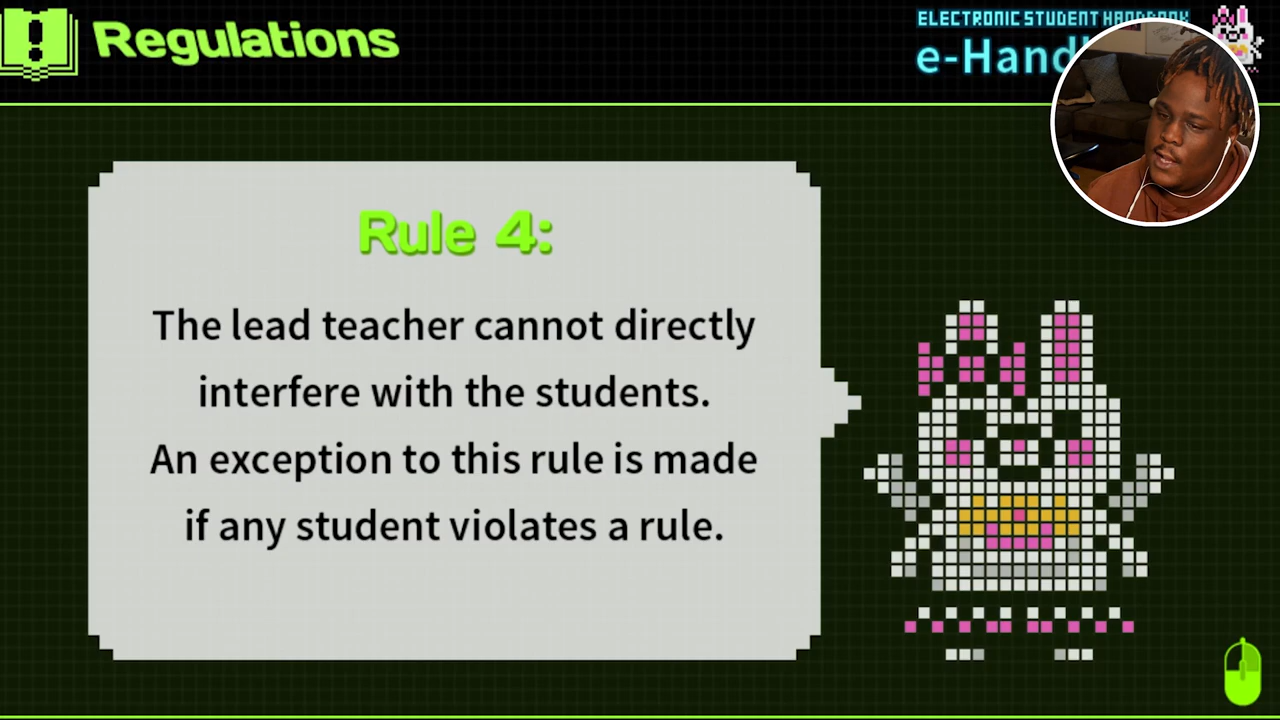 Regulations
ELECTRONIC STUDENT HANDBOOK
e-Hand
Rule 4:
The lead teacher cannot directly
interfere with the students.
An exception to this rule is made
if any student violates a rule.